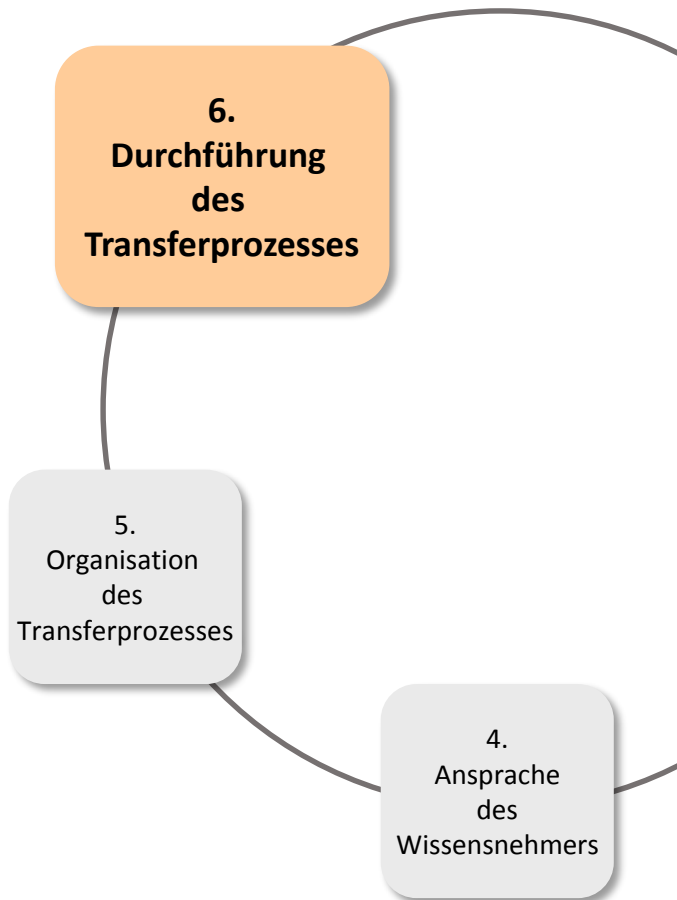 6.
Durchführung
des
Transferprozesses
5.
Organisation
des
Transferprozesses
4.
Ansprache
des
Wissensnehmers